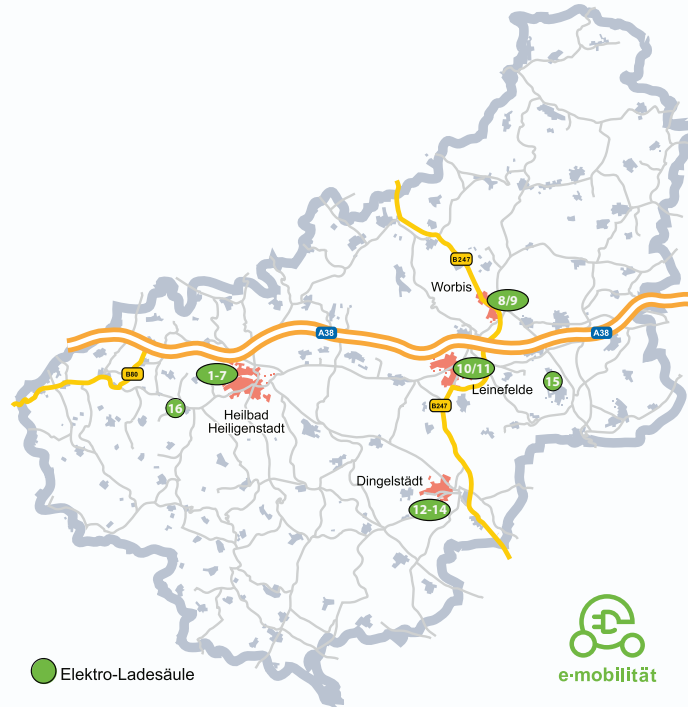 B247
Worbis
8/9
A38
A38
1-7
10/11
B80
15
Leinefelde
16
B247
Heilbad
Heiligenstadt
Dingelstädt
12-14
Elektro-Ladesäule
e-mobilität